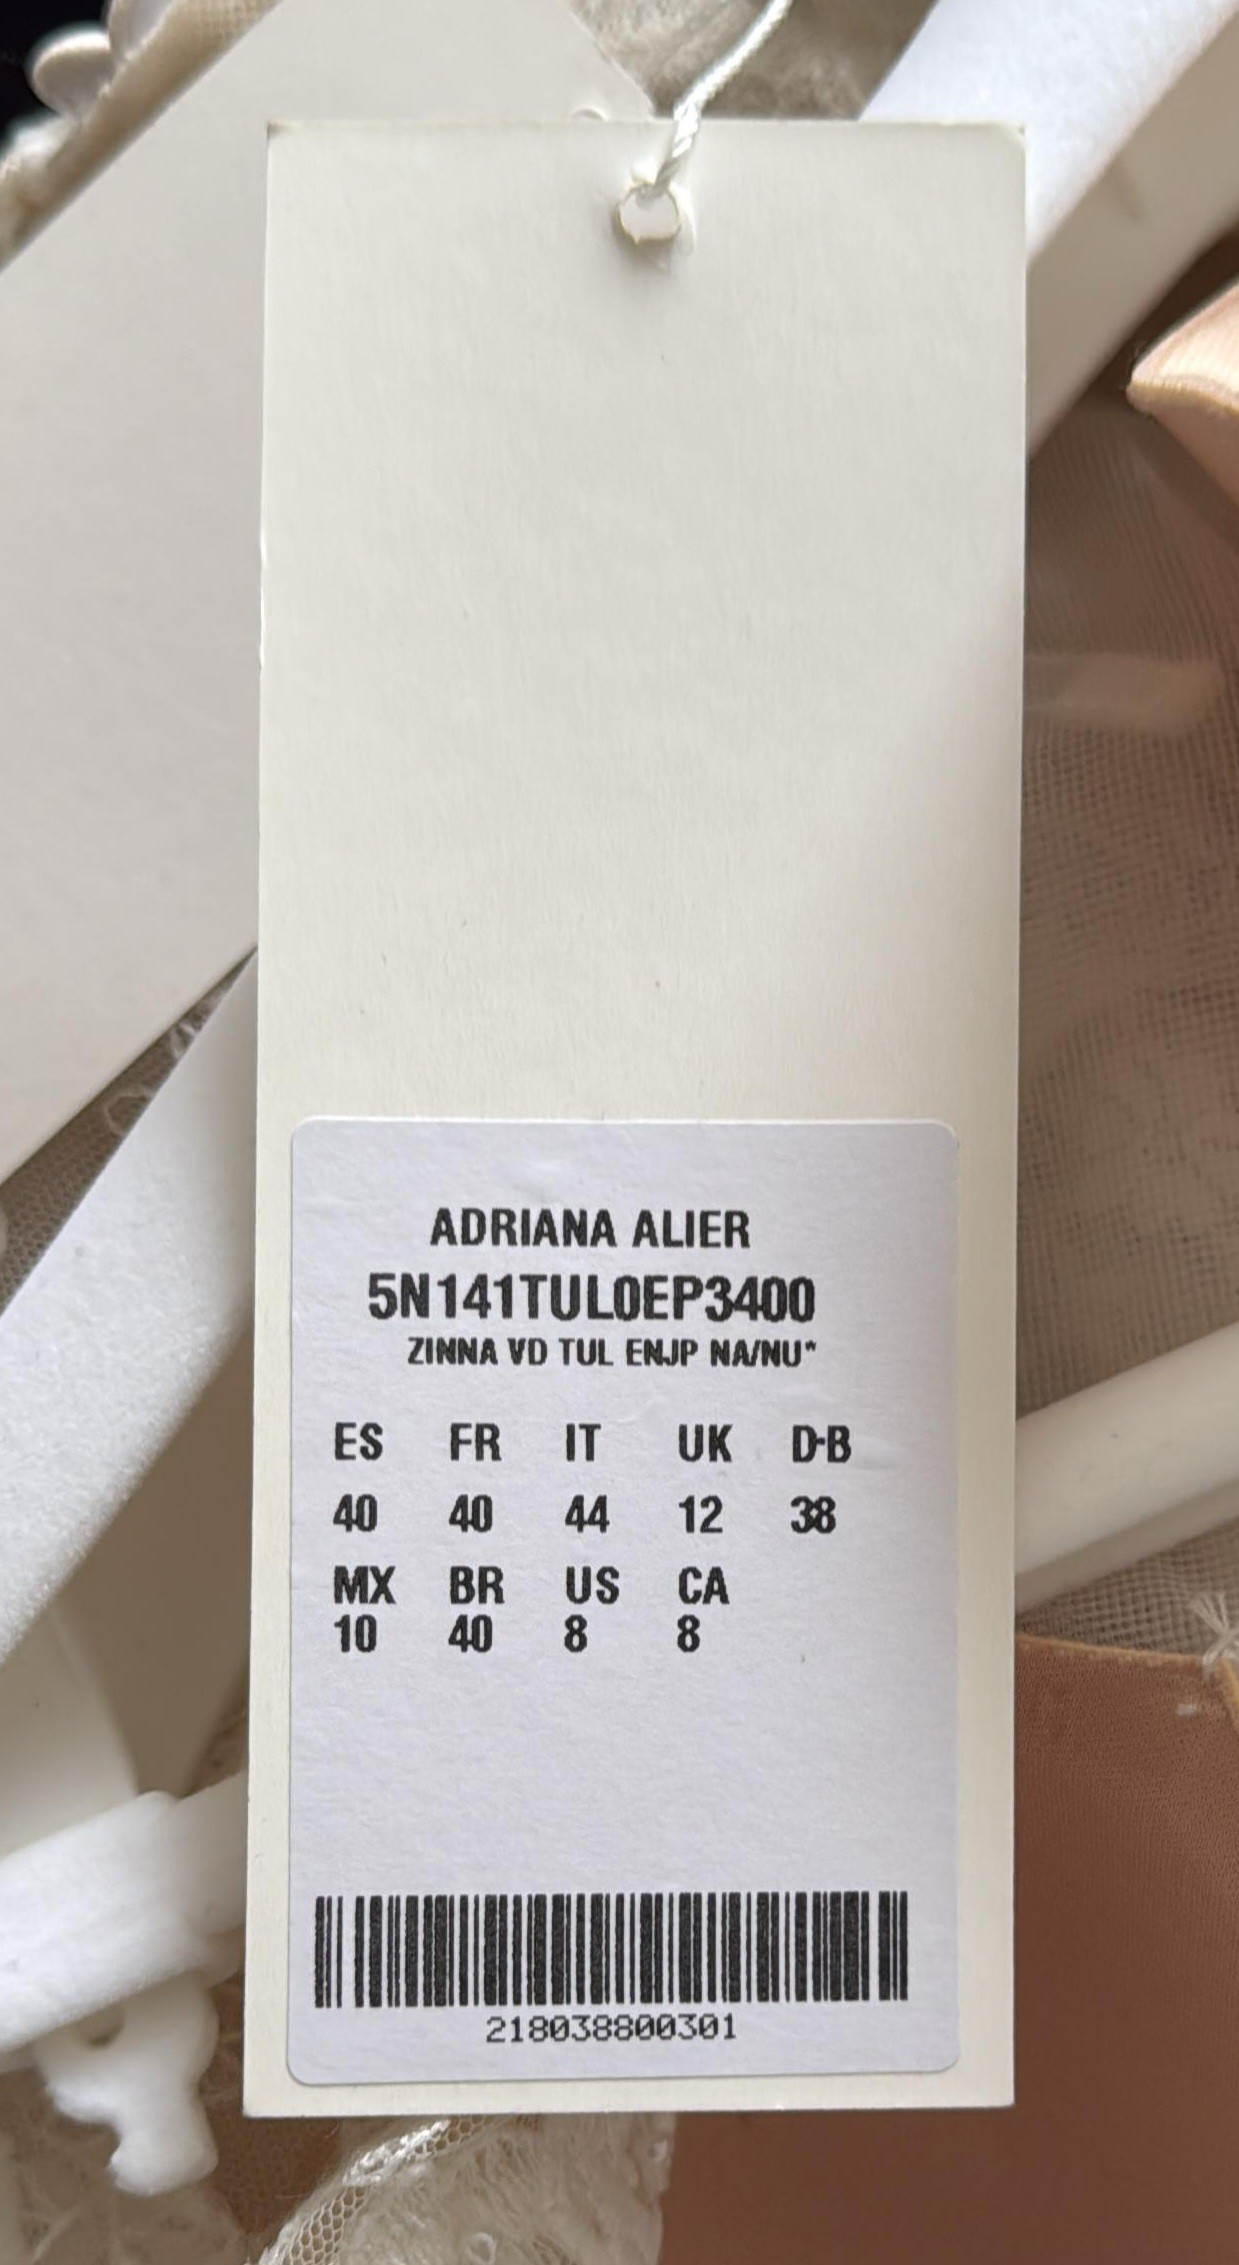 ADRIANA ALIER
5N141TUL0EP3400
ZINNA VD TUL ENJP NA/NU*
ES FR IT UK D-B
40 40 44 12 38
MX BR US CA
10 40 8 8
218038800301